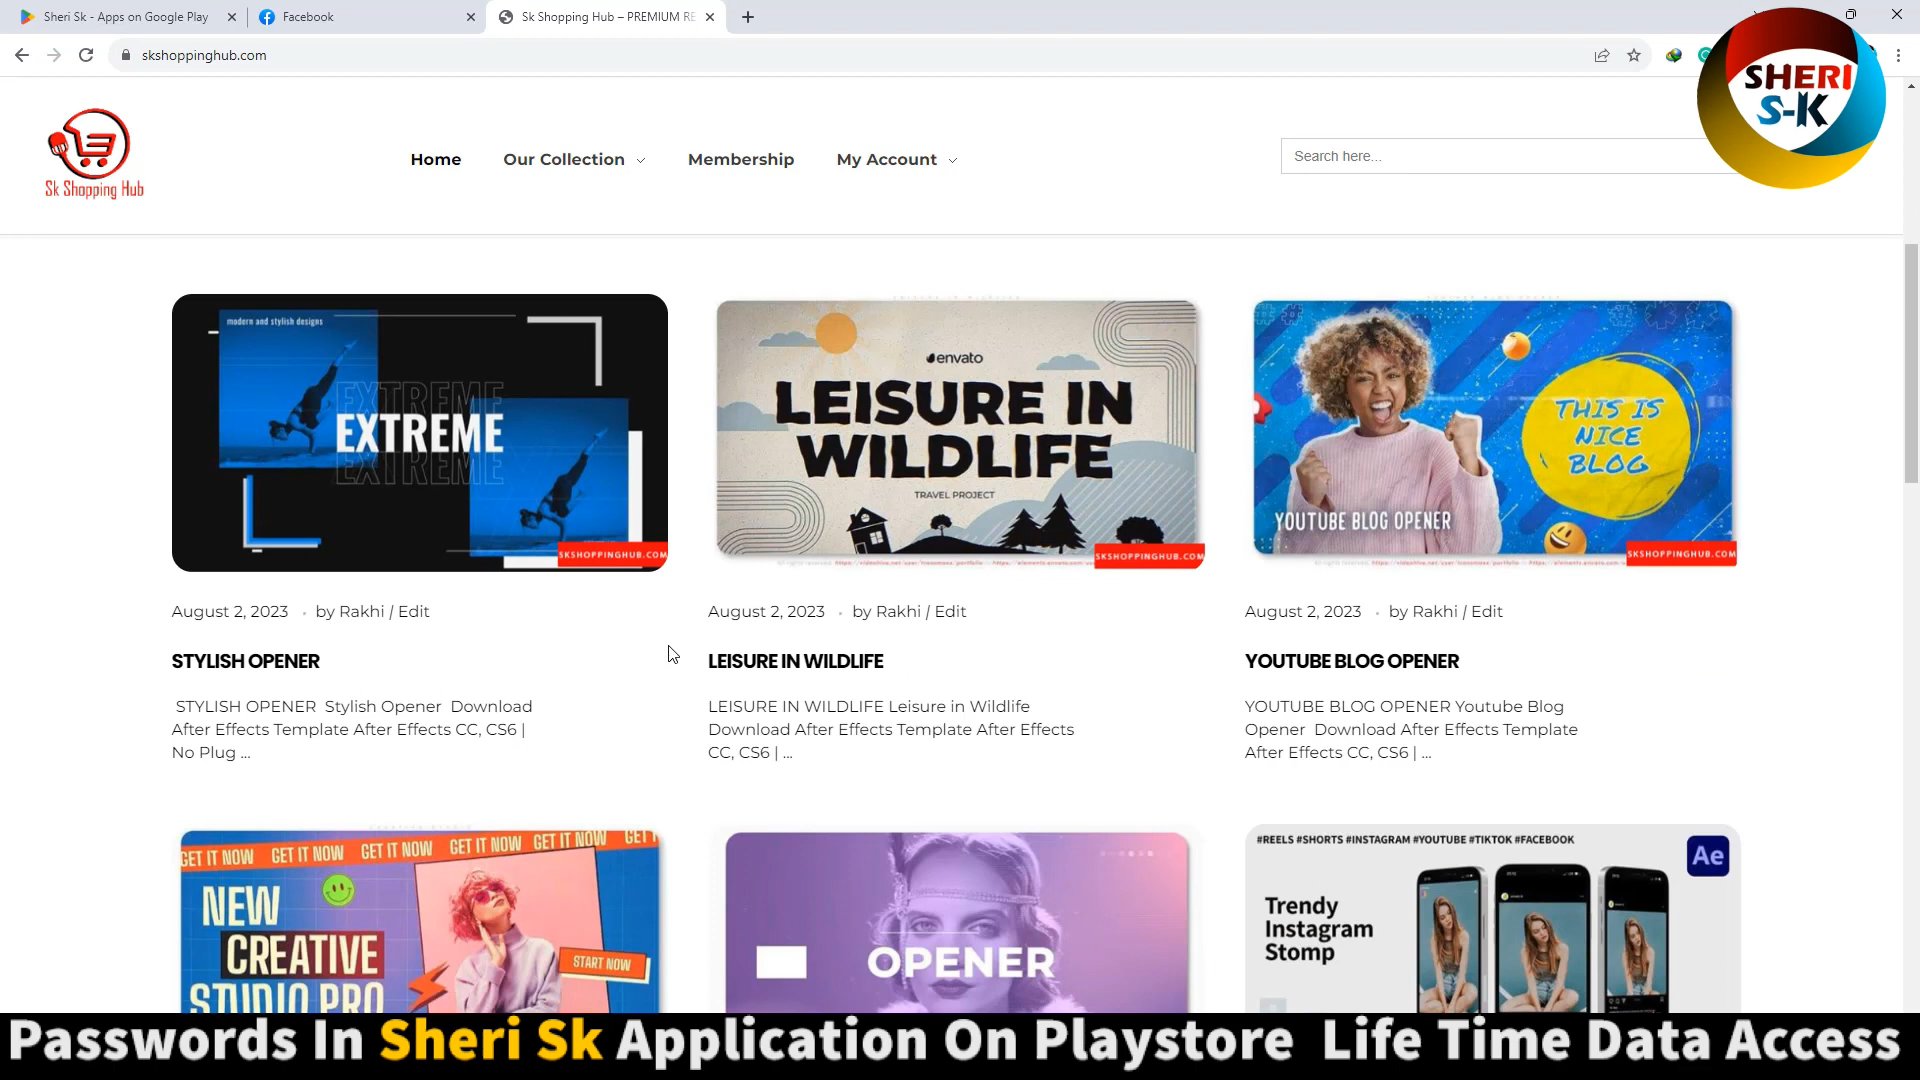 Sheri Sk - Apps on Google Play
Facebook
Sk Shopping Hub – PREMIUM RE
skshoppinghub.com
SHERI
S-K
Sk Shopping Hub
Home
Our Collection
Membership
My Account
Search here...
modern and stylish designs
EXTREME
EXTREME
EXTREME
SKSHOPPINGHUB.COM
envato
LEISURE IN
WILDLIFE
TRAVEL PROJECT
SKSHOPPINGHUB.COM
THIS IS
NICE
BLOG
YOUTUBE BLOG OPENER
SKSHOPPINGHUB.COM
August 2, 2023 • by Rakhi / Edit
August 2, 2023 • by Rakhi / Edit
August 2, 2023 • by Rakhi / Edit
STYLISH OPENER
LEISURE IN WILDLIFE
YOUTUBE BLOG OPENER
STYLISH OPENER Stylish Opener Download
After Effects Template After Effects CC, CS6 |
No Plug ...
LEISURE IN WILDLIFE Leisure in Wildlife
Download After Effects Template After Effects
CC, CS6 | ...
YOUTUBE BLOG OPENER Youtube Blog
Opener Download After Effects Template
After Effects CC, CS6 | ...
GET IT NOW GET IT NOW GET IT NOW GET IT NOW GET IT NOW GET I
NEW
CREATIVE
STUDIO PRO
START NOW
OPENER
#REELS #SHORTS #INSTAGRAM #YOUTUBE #TIKTOK #FACEBOOK
Ae
Trendy
Instagram
Stomp
Passwords In Sheri Sk Application On Playstore Life Time Data Access